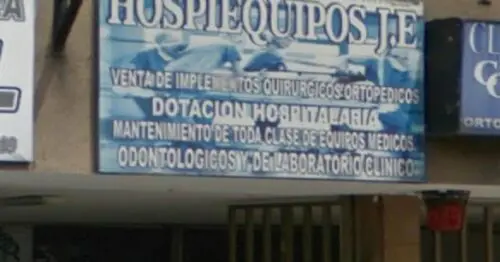 HOSPIEQUIPOS J.E
VENTA DE IMPLEMENTOS QUIRURGICOS ORTOPEDICOS
DOTACION HOSPITALARIA
MANTENIMIENTO DE TODA CLASE DE EQUIPOS MEDICOS.
ODONTOLOGICOS Y DE LABORATORIO CLINICO